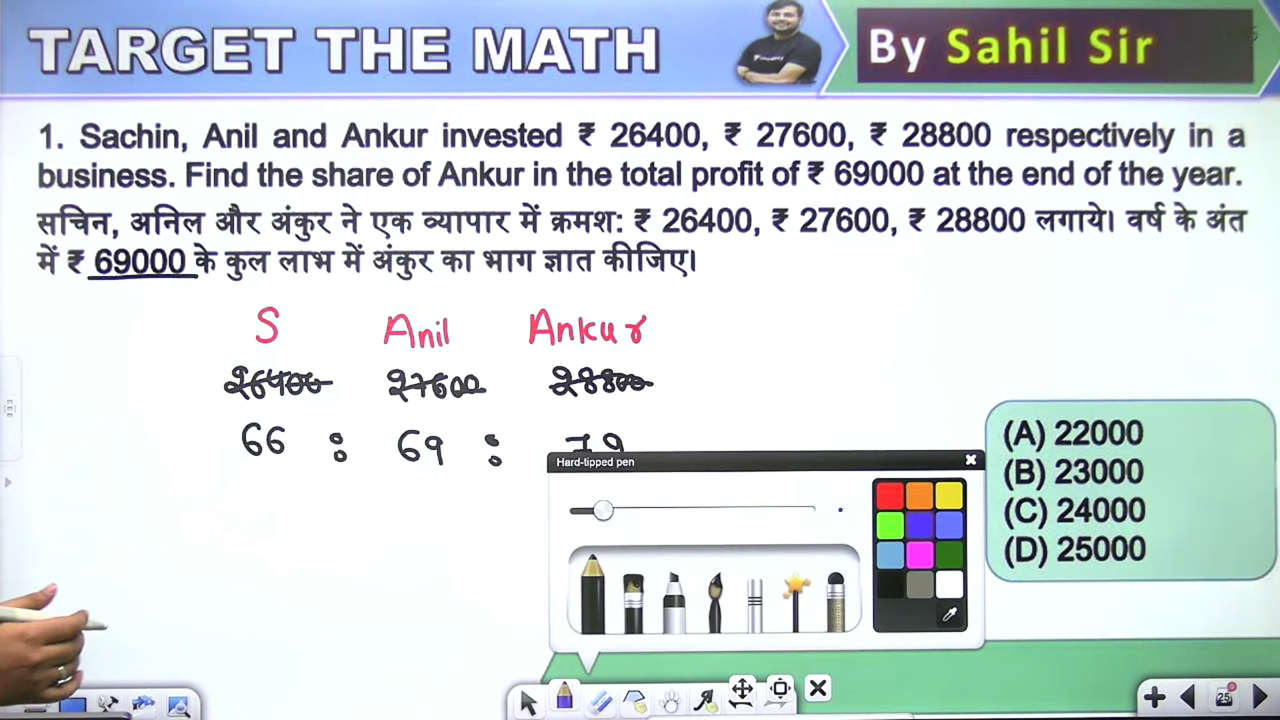 TARGET THE MATH
By Sahil Sir
1. Sachin, Anil and Ankur invested ₹ 26400, ₹ 27600, ₹ 28800 respectively in a
business. Find the share of Ankur in the total profit of ₹ 69000 at the end of the year.
सचिन, अनिल और अंकुर ने एक व्यापार में क्रमश: ₹ 26400, ₹ 27600, ₹ 28800 लगाये। वर्ष के अंत
में ₹ 69000 के कुल लाभ में अंकुर का भाग ज्ञात कीजिए।
S Anil Ankur
26400 27600 28800
66 : 69 :
Hard-tipped pen
(A) 22000
(B) 23000
(C) 24000
(D) 25000
25